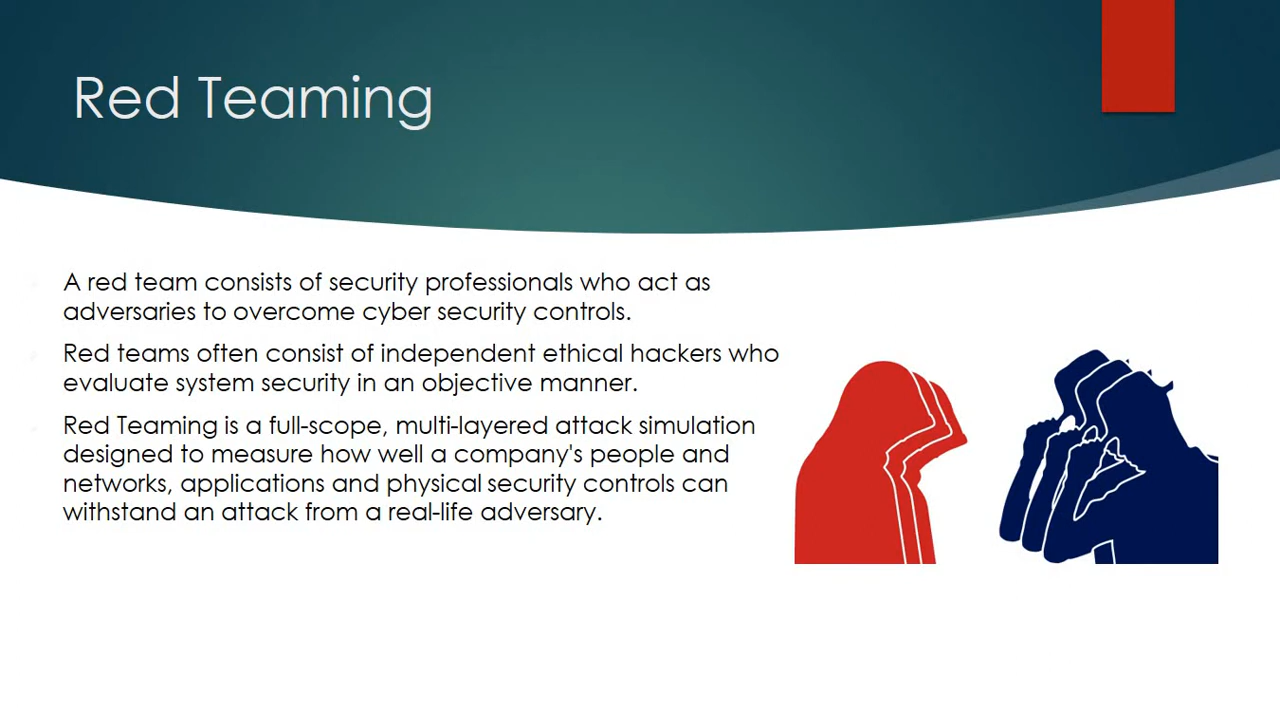 Red Teaming
A red team consists of security professionals who act as
adversaries to overcome cyber security controls.
Red teams often consist of independent ethical hackers who
evaluate system security in an objective manner.
Red Teaming is a full-scope, multi-layered attack simulation
designed to measure how well a company's people and
networks, applications and physical security controls can
withstand an attack from a real-life adversary.